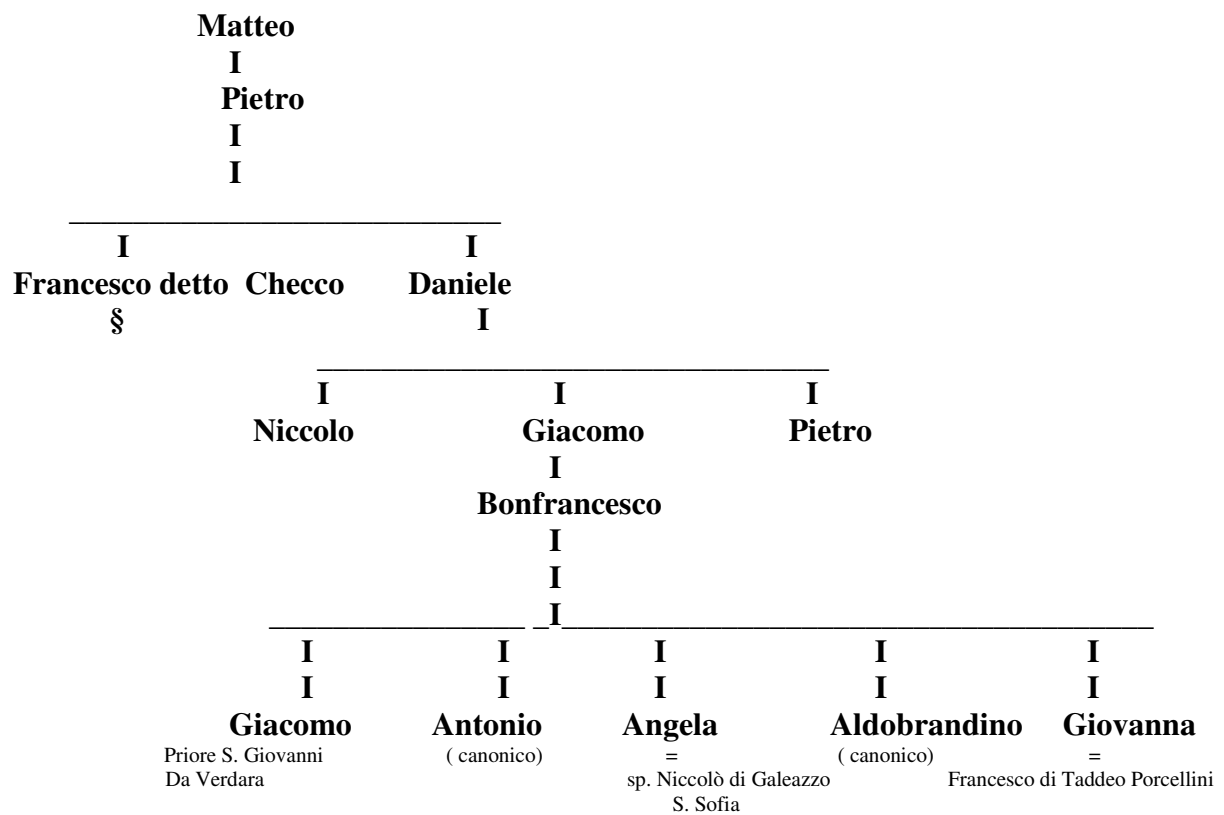 Matteo
I
Pietro
I
I
I I
Francesco detto Checco Daniele
§ I
I I I
Niccolo Giacomo Pietro
I
Bonfrancesco
I
I
I
I I I I I
I I I I I
Giacomo Antonio Angela Aldobrandino Giovanna
Priore S. Giovanni ( canonico) = ( canonico) =
Da Verdara sp. Niccolò di Galeazzo Francesco di Taddeo Porcellini
S. Sofia